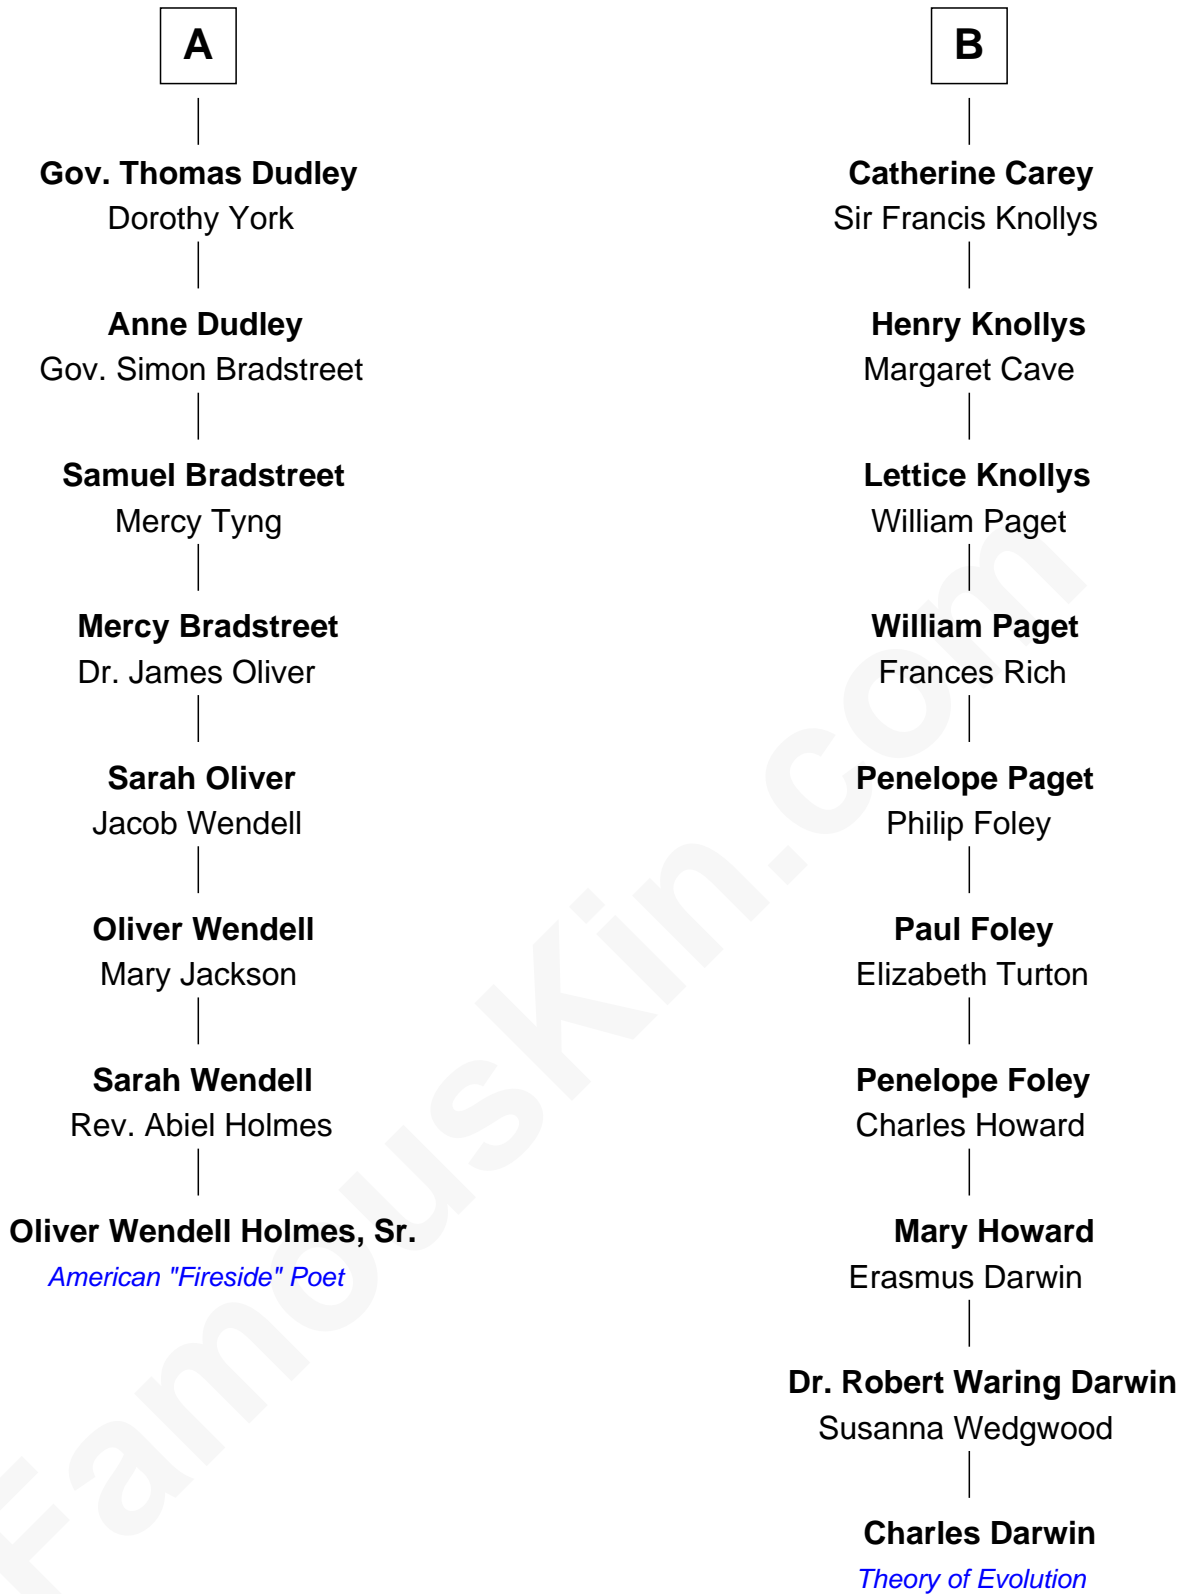 A
Gov. Thomas Dudley
Dorothy York
Anne Dudley
Gov. Simon Bradstreet
Samuel Bradstreet
Mercy Tyng
Mercy Bradstreet
Dr. James Oliver
Sarah Oliver
Jacob Wendell
Oliver Wendell
Mary Jackson
Sarah Wendell
Rev. Abiel Holmes
Oliver Wendell Holmes, Sr.
American "Fireside" Poet
B
Catherine Carey
Sir Francis Knollys
Henry Knollys
Margaret Cave
Lettice Knollys
William Paget
William Paget
Frances Rich
Penelope Paget
Philip Foley
Paul Foley
Elizabeth Turton
Penelope Foley
Charles Howard
Mary Howard
Erasmus Darwin
Dr. Robert Waring Darwin
Susanna Wedgwood
Charles Darwin
Theory of Evolution
FamousKin.com